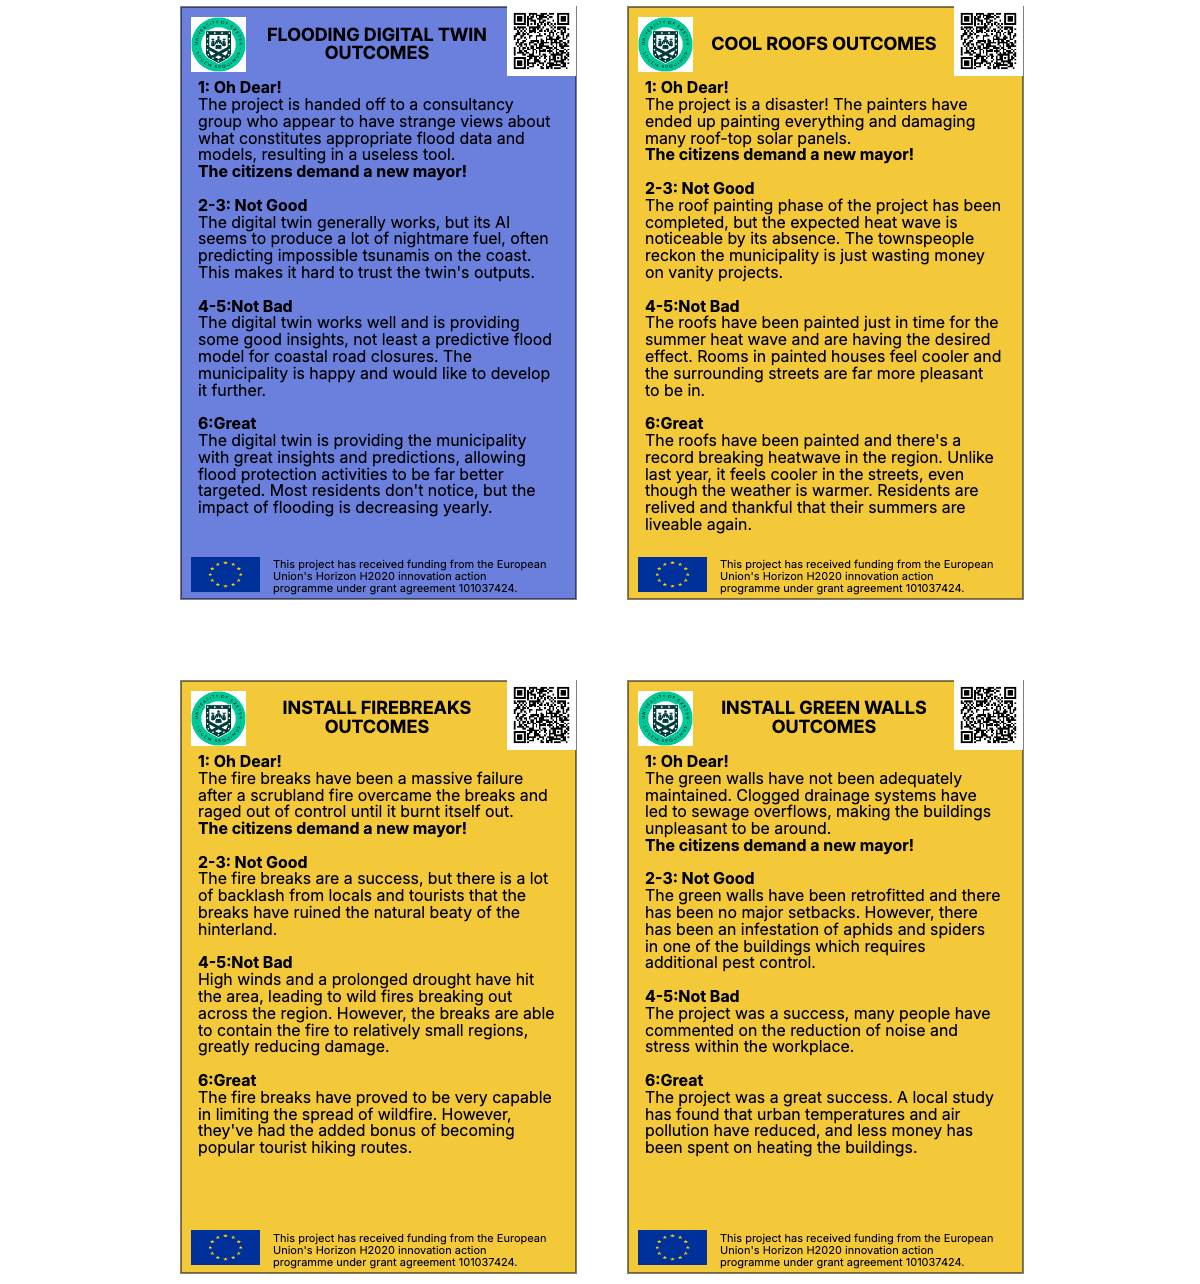 FLOODING DIGITAL TWIN
OUTCOMES
1: Oh Dear!
The project is handed off to a consultancy
group who appear to have strange views about
what constitutes appropriate flood data and
models, resulting in a useless tool.
The citizens demand a new mayor!
2-3: Not Good
The digital twin generally works, but its AI
seems to produce a lot of nightmare fuel, often
predicting impossible tsunamis on the coast.
This makes it hard to trust the twin's outputs.
4-5:Not Bad
The digital twin works well and is providing
some good insights, not least a predictive flood
model for coastal road closures. The
municipality is happy and would like to develop
it further.
6:Great
The digital twin is providing the municipality
with great insights and predictions, allowing
flood protection activities to be far better
targeted. Most residents don't notice, but the
impact of flooding is decreasing yearly.
This project has received funding from the European
Union's Horizon H2020 innovation action
programme under grant agreement 101037424.
COOL ROOFS OUTCOMES
1: Oh Dear!
The project is a disaster! The painters have
ended up painting everything and damaging
many roof-top solar panels.
The citizens demand a new mayor!
2-3: Not Good
The roof painting phase of the project has been
completed, but the expected heat wave is
noticeable by its absence. The townspeople
reckon the municipality is just wasting money
on vanity projects.
4-5:Not Bad
The roofs have been painted just in time for the
summer heat wave and are having the desired
effect. Rooms in painted houses feel cooler and
the surrounding streets are far more pleasant
to be in.
6:Great
The roofs have been painted and there's a
record breaking heatwave in the region. Unlike
last year, it feels cooler in the streets, even
though the weather is warmer. Residents are
relived and thankful that their summers are
liveable again.
This project has received funding from the European
Union's Horizon H2020 innovation action
programme under grant agreement 101037424.
INSTALL FIREBREAKS
OUTCOMES
1: Oh Dear!
The fire breaks have been a massive failure
after a scrubland fire overcame the breaks and
raged out of control until it burnt itself out.
The citizens demand a new mayor!
2-3: Not Good
The fire breaks are a success, but there is a lot
of backlash from locals and tourists that the
breaks have ruined the natural beaty of the
hinterland.
4-5:Not Bad
High winds and a prolonged drought have hit
the area, leading to wild fires breaking out
across the region. However, the breaks are able
to contain the fire to relatively small regions,
greatly reducing damage.
6:Great
The fire breaks have proved to be very capable
in limiting the spread of wildfire. However,
they've had the added bonus of becoming
popular tourist hiking routes.
This project has received funding from the European
Union's Horizon H2020 innovation action
programme under grant agreement 101037424.
INSTALL GREEN WALLS
OUTCOMES
1: Oh Dear!
The green walls have not been adequately
maintained. Clogged drainage systems have
led to sewage overflows, making the buildings
unpleasant to be around.
The citizens demand a new mayor!
2-3: Not Good
The green walls have been retrofitted and there
has been no major setbacks. However, there
has been an infestation of aphids and spiders
in one of the buildings which requires
additional pest control.
4-5:Not Bad
The project was a success, many people have
commented on the reduction of noise and
stress within the workplace.
6:Great
The project was a great success. A local study
has found that urban temperatures and air
pollution have reduced, and less money has
been spent on heating the buildings.
This project has received funding from the European
Union's Horizon H2020 innovation action
programme under grant agreement 101037424.